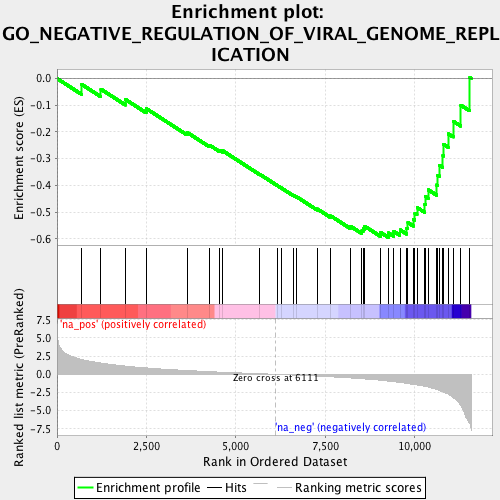 Enrichment plot:
GO_NEGATIVE_REGULATION_OF_VIRAL_GENOME_REPL
ICATION
Enrichment score (ES)
0.0
-0.1
-0.2
-0.3
-0.4
-0.5
-0.6
Ranked list metric (PreRanked)
7.5
5.0
2.5
0.0
-2.5
-5.0
-7.5
'na_pos' (positively correlated)
Zero cross at 6111
'na_neg' (negatively correlated)
0
2,500
5,000
7,500
10,000
Rank in Ordered Dataset
Enrichment profile
Hits
Ranking metric scores